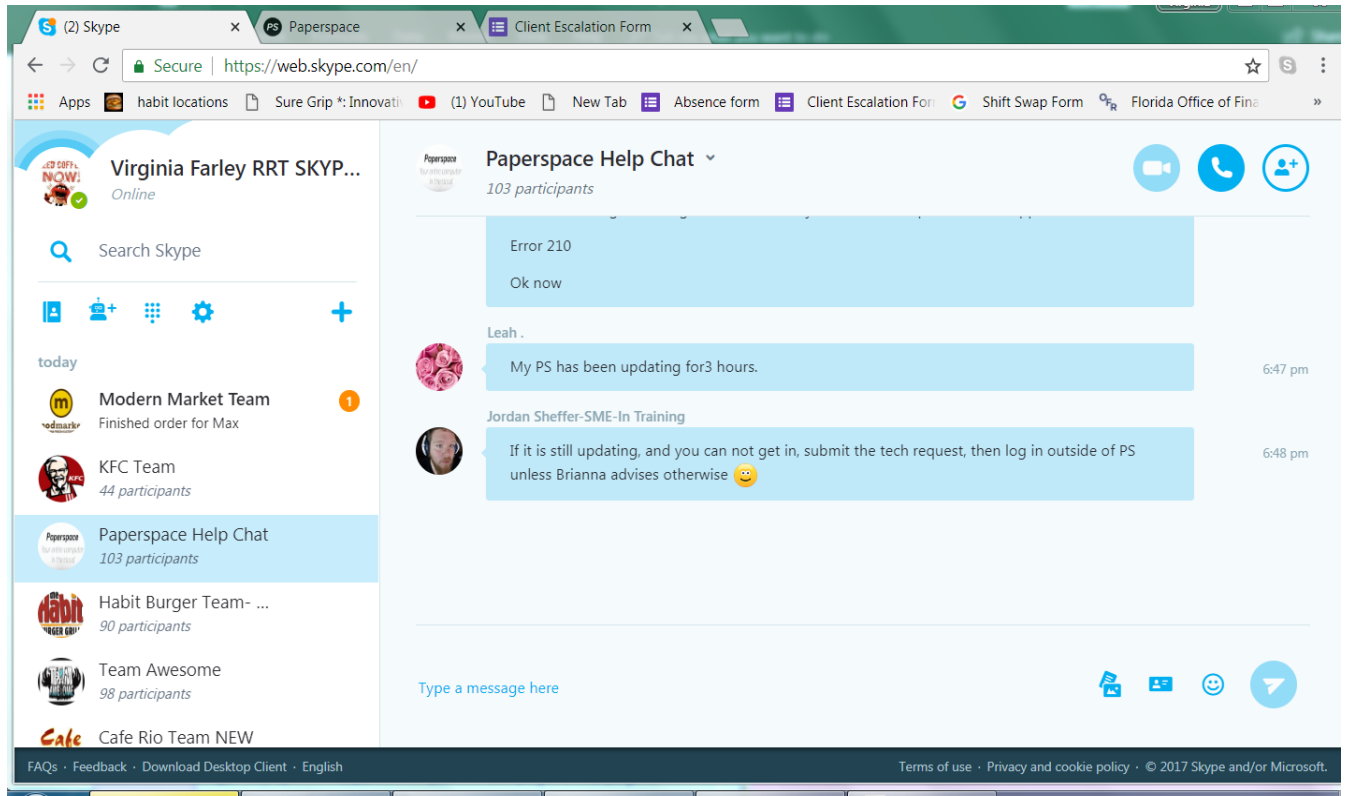 (2) Skype
Paperspace
Client Escalation Form
Secure
https://web.skype.com/en/
Apps
habit locations
Sure Grip *: Innovativ
(1) YouTube
New Tab
Absence form
Client Escalation For
Shift Swap Form
Florida Office of Fina
»
Virginia Farley RRT SKYP...
Online
Search Skype
today
Modern Market Team
Finished order for Max
1
KFC Team
44 participants
Paperspace Help Chat
103 participants
Habit Burger Team- ...
90 participants
Team Awesome
98 participants
Cafe Rio Team NEW
Paperspace Help Chat
103 participants
Error 210
Ok now
Leah .
My PS has been updating for3 hours.
6:47 pm
Jordan Sheffer-SME-In Training
If it is still updating, and you can not get in, submit the tech request, then log in outside of PS
unless Brianna advises otherwise
6:48 pm
Type a message here
FAQs · Feedback · Download Desktop Client · English
Terms of use · Privacy and cookie policy · © 2017 Skype and/or Microsoft.